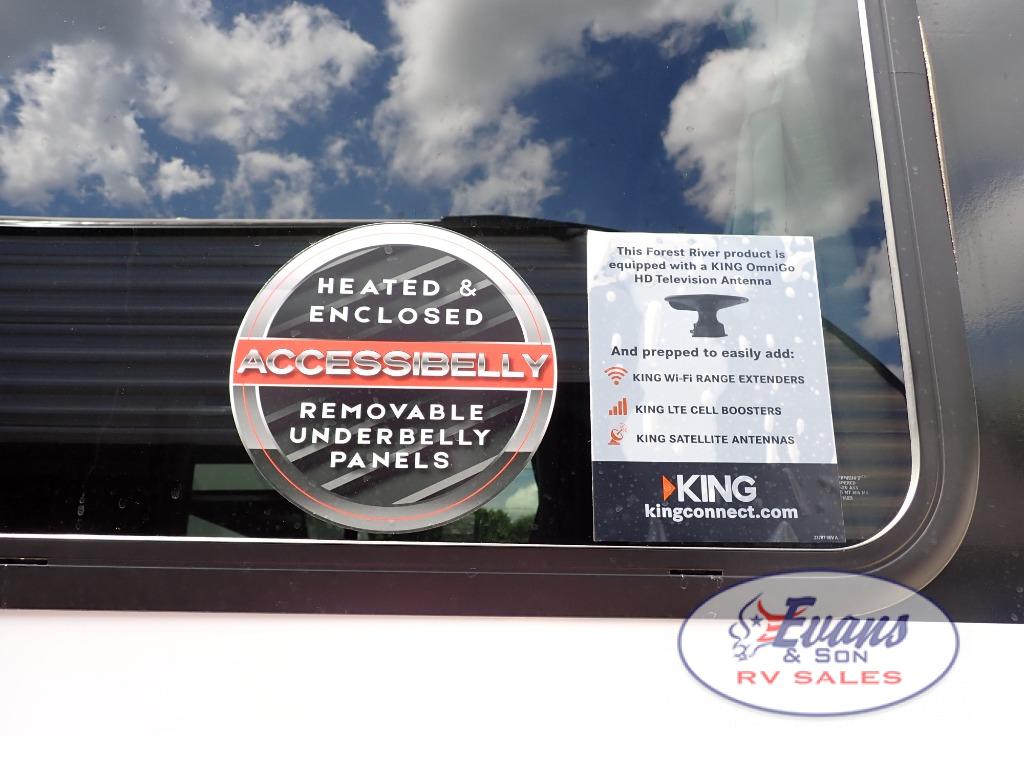 HEATED &
ENCLOSED
ACCESSIBELLY
REMOVABLE
UNDERBELLY
PANELS
This Forest River product is
equipped with a KING OmniGo
HD Television Antenna
And prepped to easily add:
KING Wi-Fi RANGE EXTENDERS
KING LTE CELL BOOSTERS
KING SATELLITE ANTENNAS
KING
kingconnect.com
Evans
& SON
RV SALES